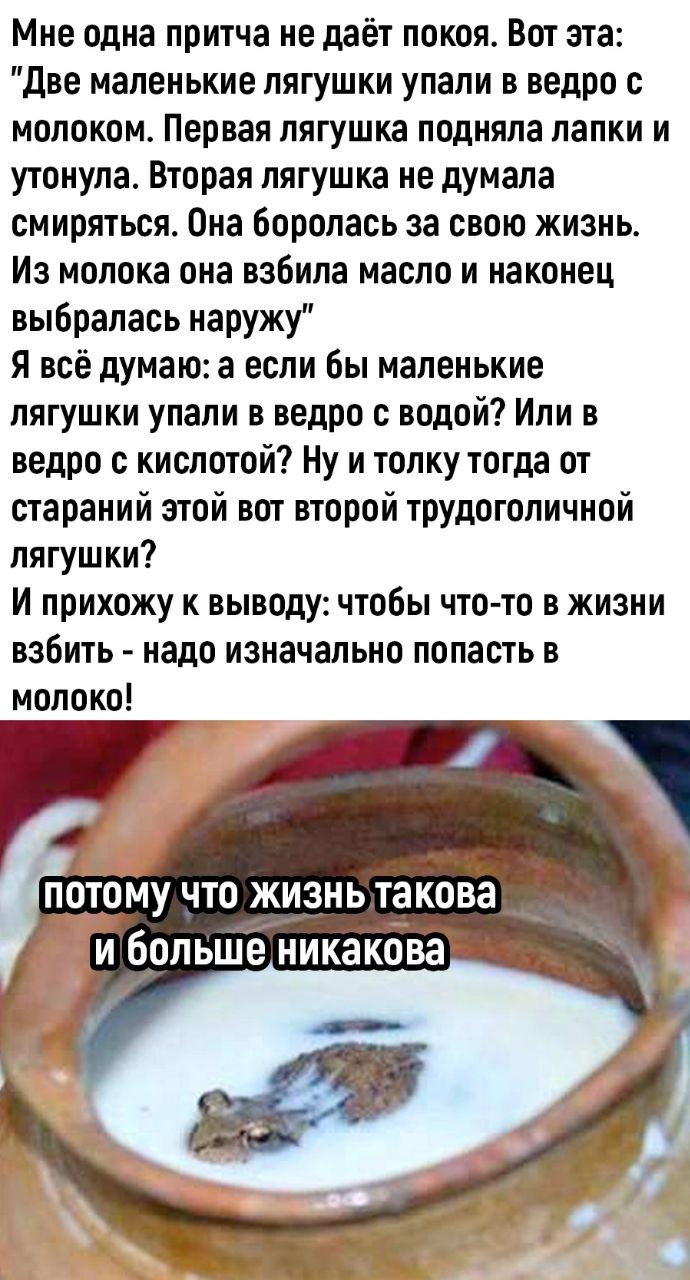 Мне одна притча не даёт покоя. Вот эта:
"Две маленькие лягушки упали в ведро с
молоком. Первая лягушка подняла лапки и
утонула. Вторая лягушка не думала
смиряться. Она боролась за свою жизнь.
Из молока она взбила масло и наконец
выбралась наружу"
Я всё думаю: а если бы маленькие
лягушки упали в ведро с водой? Или в
ведро с кислотой? Ну и толку тогда от
стараний этой вот второй трудоголичной
лягушки?
И прихожу к выводу: чтобы что-то в жизни
взбить - надо изначально попасть в
молоко!
потому что жизнь такова
и больше никакова